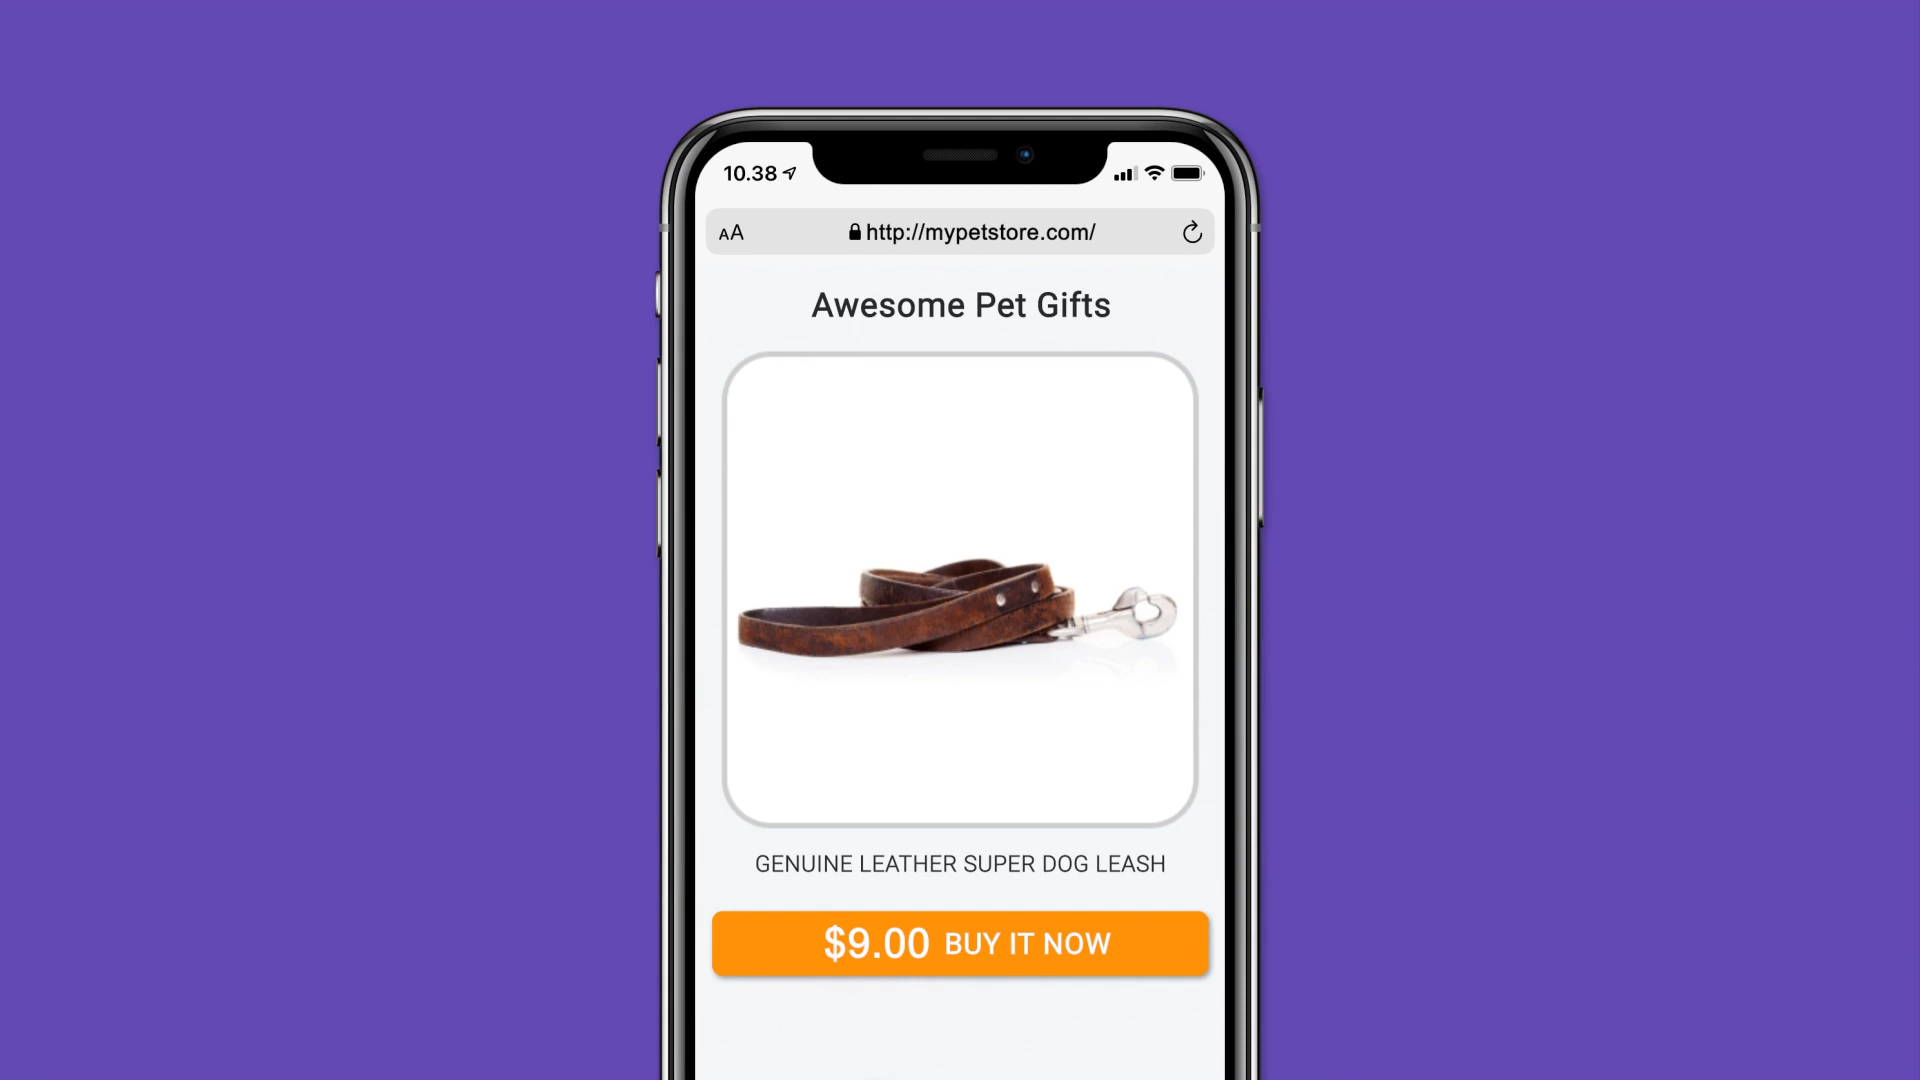 10.38
AA http://mypetstore.com/
Awesome Pet Gifts
GENUINE LEATHER SUPER DOG LEASH
$9.00 BUY IT NOW